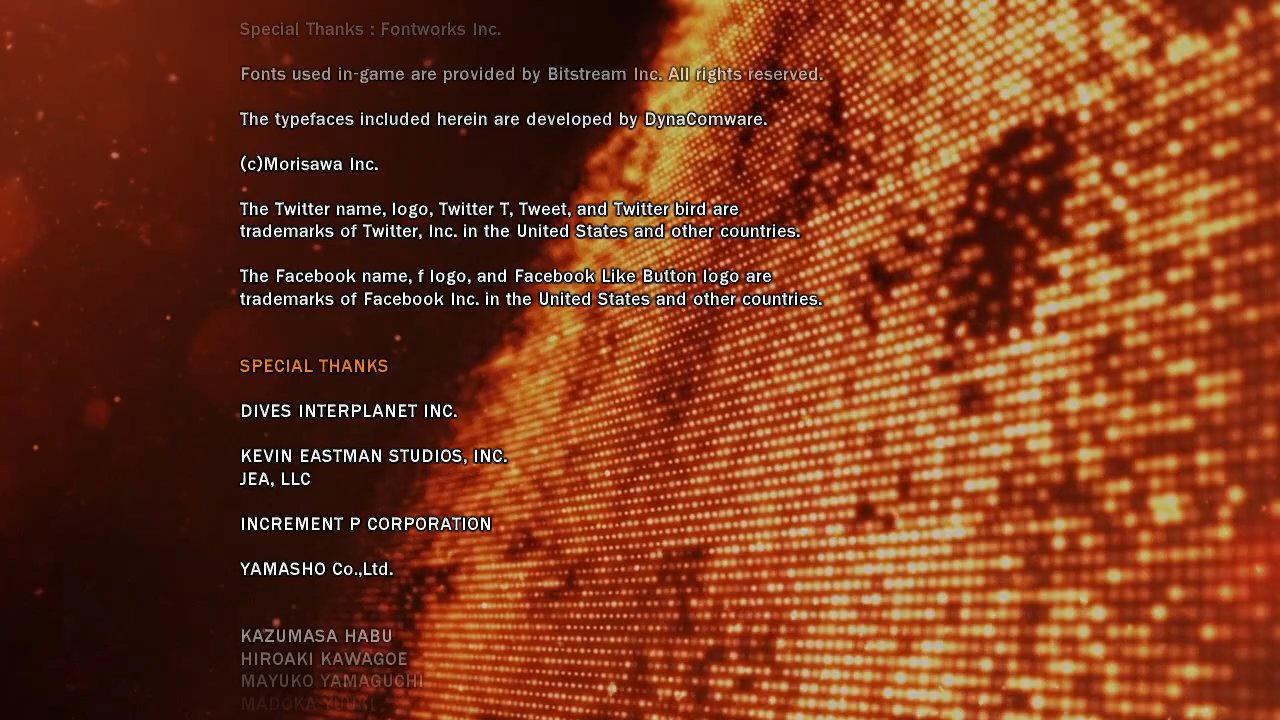 Special Thanks : Fontworks Inc.
Fonts used in-game are provided by Bitstream Inc. All rights reserved.
The typefaces included herein are developed by DynaComware.
(c)Morisawa Inc.
The Twitter name, logo, Twitter T, Tweet, and Twitter bird are
trademarks of Twitter, Inc. in the United States and other countries.
The Facebook name, f logo, and Facebook Like Button logo are
trademarks of Facebook Inc. in the United States and other countries.
SPECIAL THANKS
DIVES INTERPLANET INC.
KEVIN EASTMAN STUDIOS, INC.
JEA, LLC
INCREMENT P CORPORATION
YAMASHO Co.,Ltd.
KAZUMASA HABU
HIROAKI KAWAGOE
MAYUKO YAMAGUCHI
MADOKA YUUKI